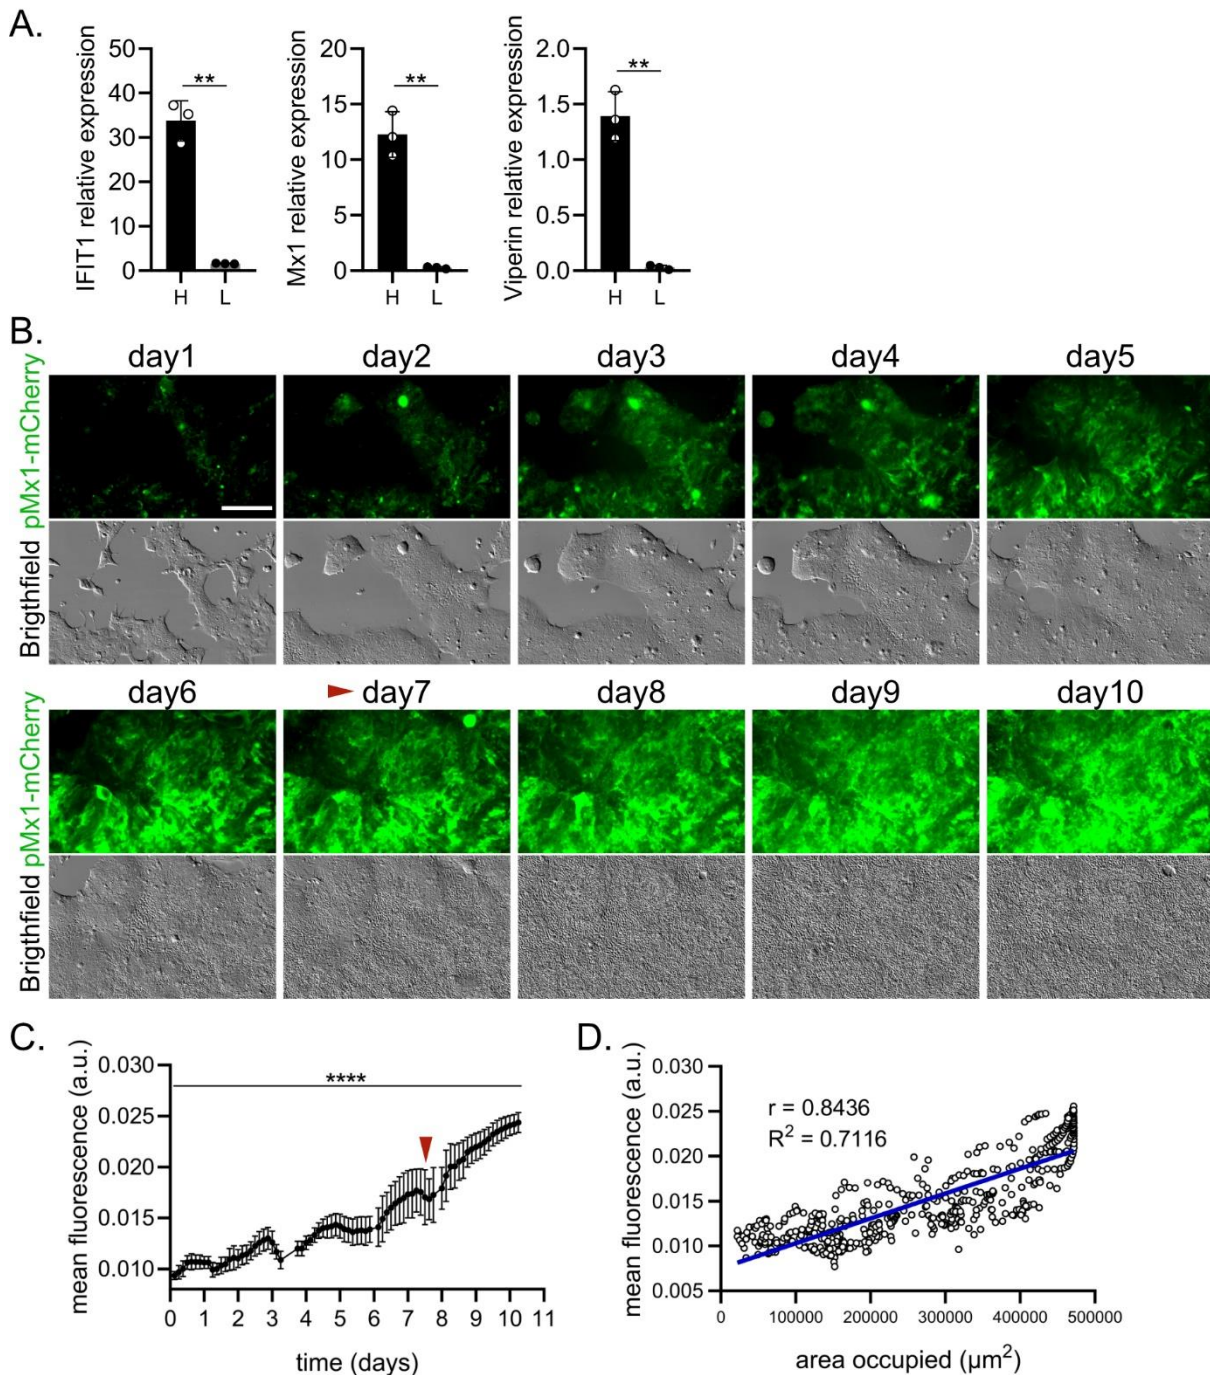 A.
IFIT1 relative expression
50
40
30
20
10
0
**
H L
Mx1 relative expression
20
15
10
5
0
**
H L
Viperin relative expression
2.0
1.5
1.0
0.5
0.0
**
H L
B.
day1 day2 day3 day4 day5
pMx1-mCherry
Brigthfield
day6 day7 day8 day9 day10
pMx1-mCherry
Brigthfield
C.
mean fluorescence (a.u.)
0.030
0.025
0.020
0.015
0.010
****
0 1 2 3 4 5 6 7 8 9 10 11
time (days)
D.
mean fluorescence (a.u.)
0.030
0.025
0.020
0.015
0.010
0.005
r = 0.8436
R² = 0.7116
0 100000 200000 300000 400000 500000
area occupied (µm²)